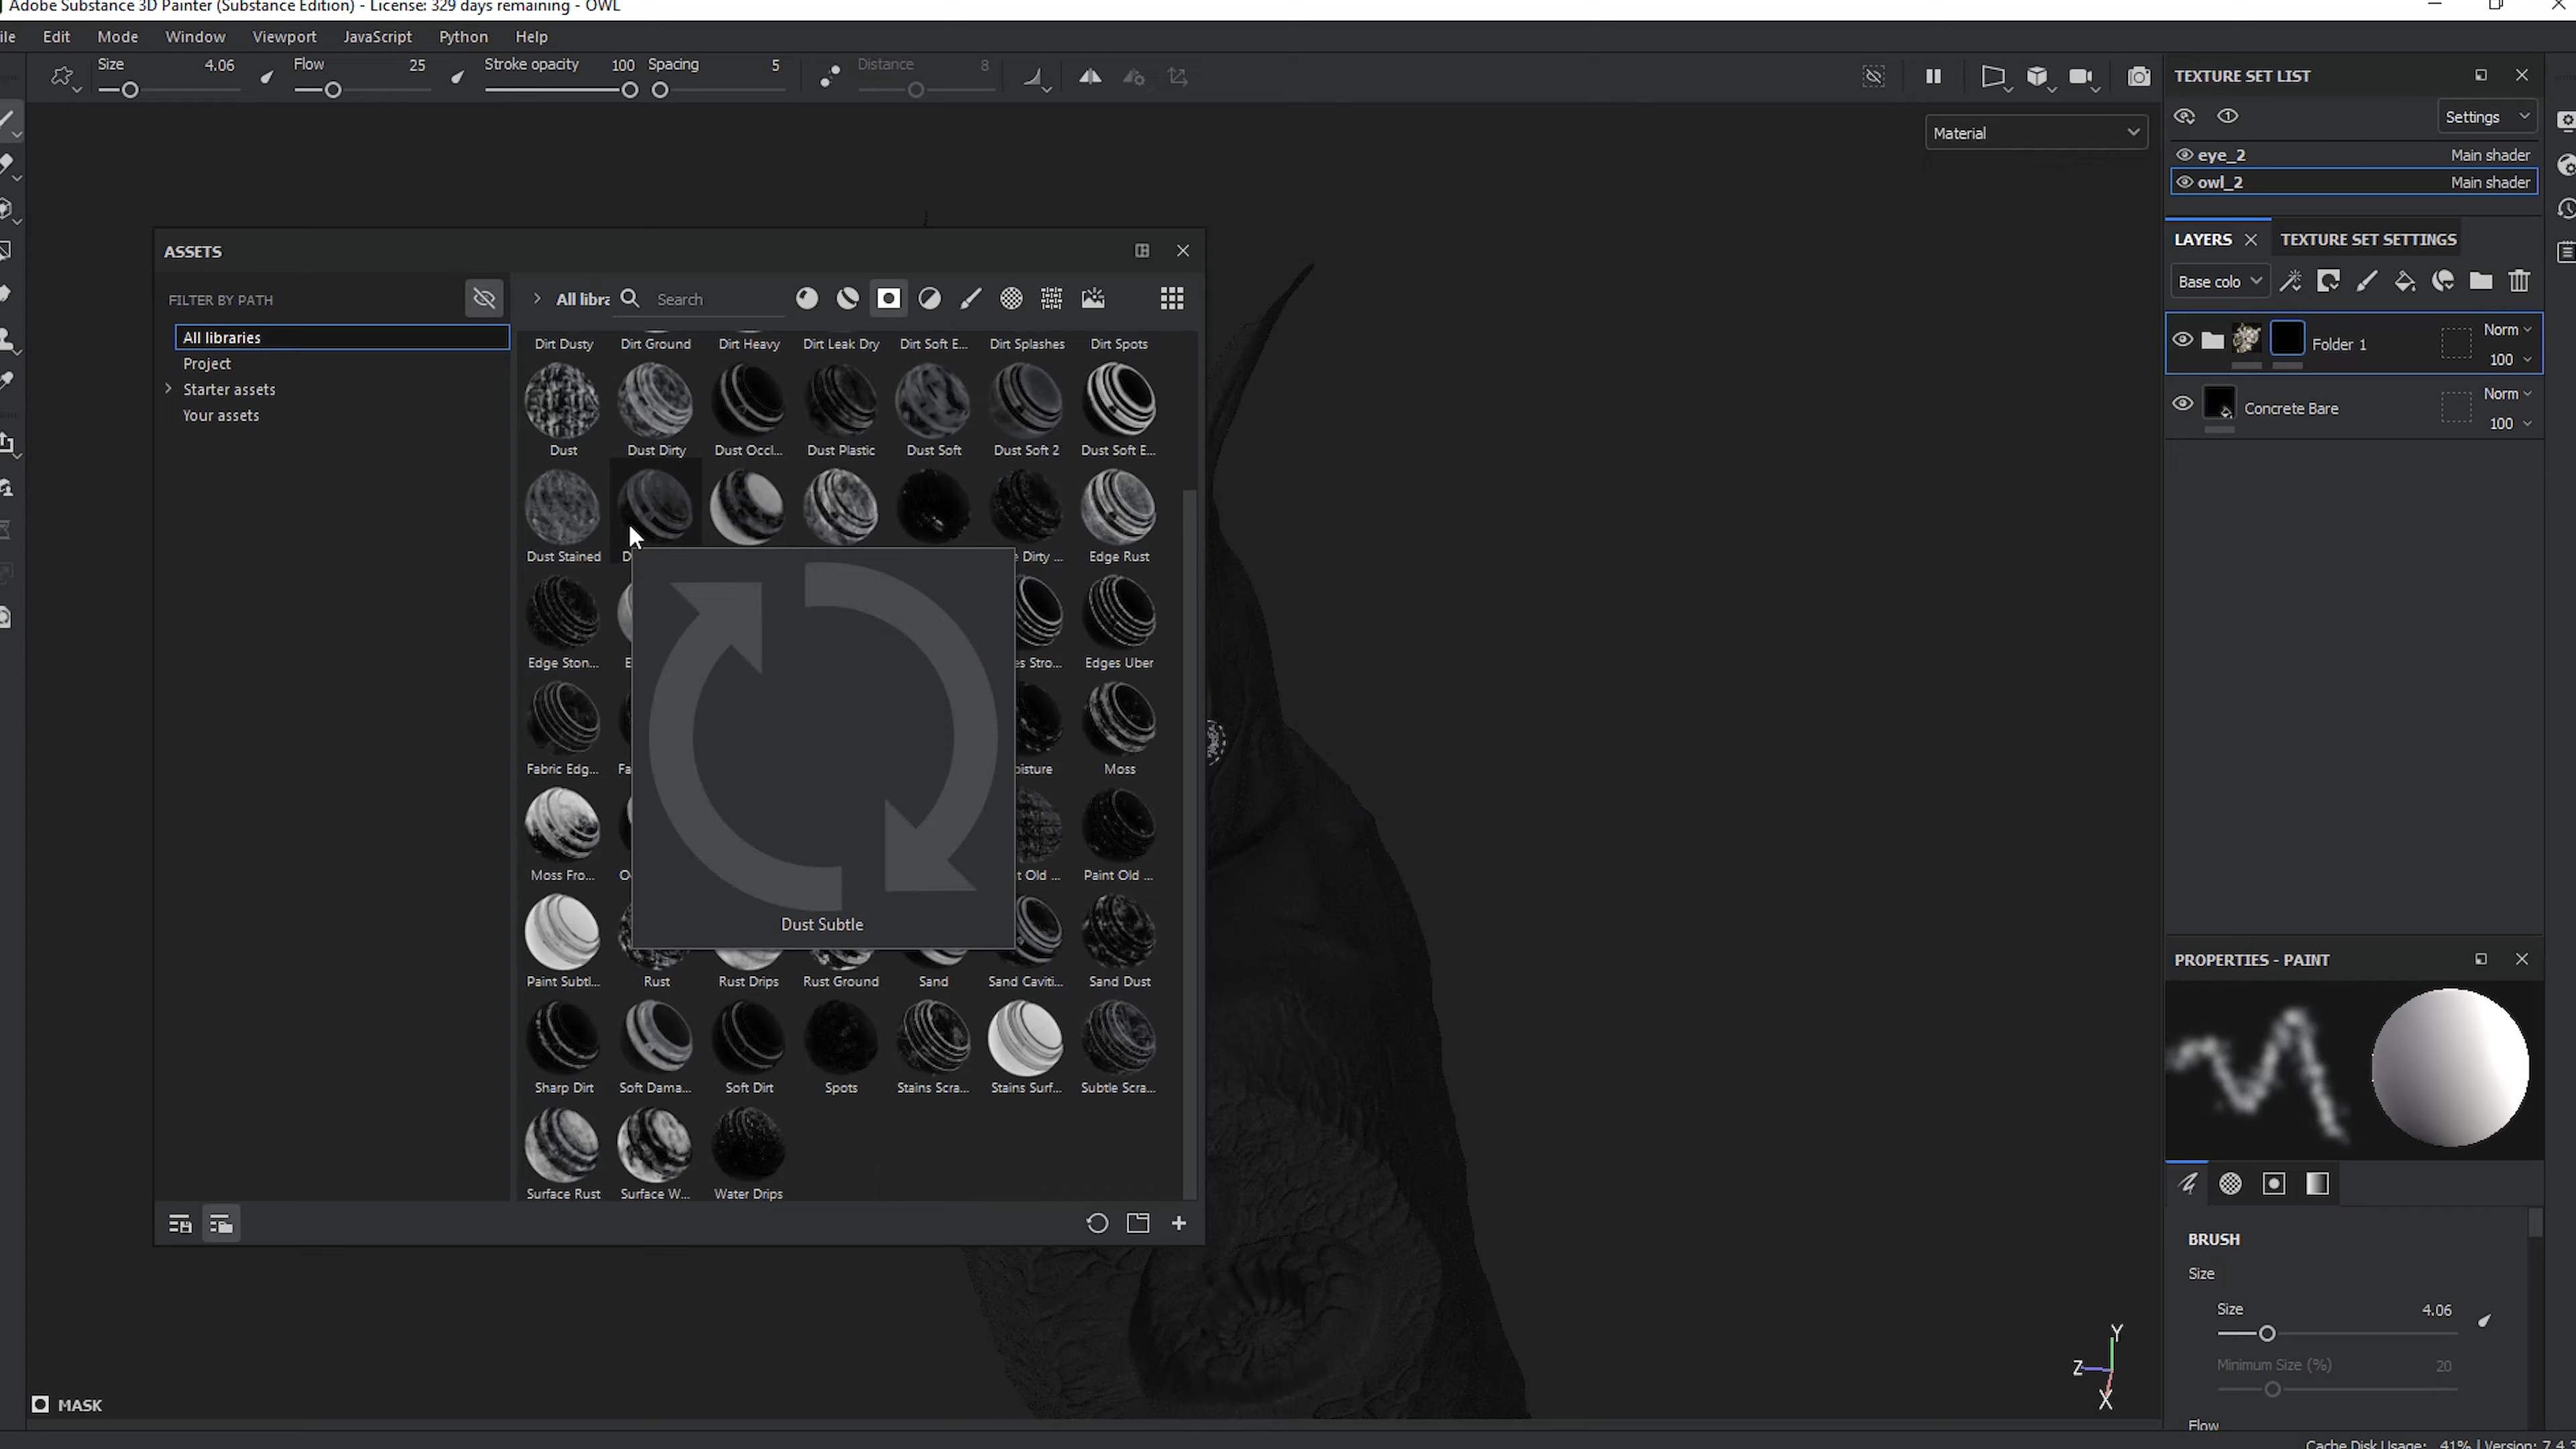 Adobe Substance 3D Painter (Substance Edition) - License: 329 days remaining - OWL
Edit Mode Window Viewport JavaScript Python Help
Size 4.06 Flow 25 Stroke opacity 100 Spacing 5 Distance 8
Material
ASSETS
FILTER BY PATH
All libraries
Project
Starter assets
Your assets
All libra Search
Dirt Dusty Dirt Ground Dirt Heavy Dirt Leak Dry Dirt Soft E... Dirt Splashes Dirt Spots
Dust Dust Dirty Dust Occl... Dust Plastic Dust Soft Dust Soft 2 Dust Soft E...
Dust Stained Dirty ... Edge Rust
Edge Ston... Stro... Edges Uber
Fabric Edg... Moss
Moss Fro... Old ... Paint Old ...
Dust Subtle
Paint Subtl... Rust Rust Drips Rust Ground Sand Sand Caviti... Sand Dust
Sharp Dirt Soft Dama... Soft Dirt Spots Stains Scra... Stains Surf... Subtle Scra...
Surface Rust Surface W... Water Drips
MASK
Y
Z
X
TEXTURE SET LIST
Settings
eye_2 Main shader
owl_2 Main shader
LAYERS TEXTURE SET SETTINGS
Base colo
Folder 1 Norm 100
Concrete Bare Norm 100
PROPERTIES - PAINT
BRUSH
Size
Size 4.06
Minimum Size (%) 20
Flow
Cache Disk Usage: 41% | Version: 7.4.3